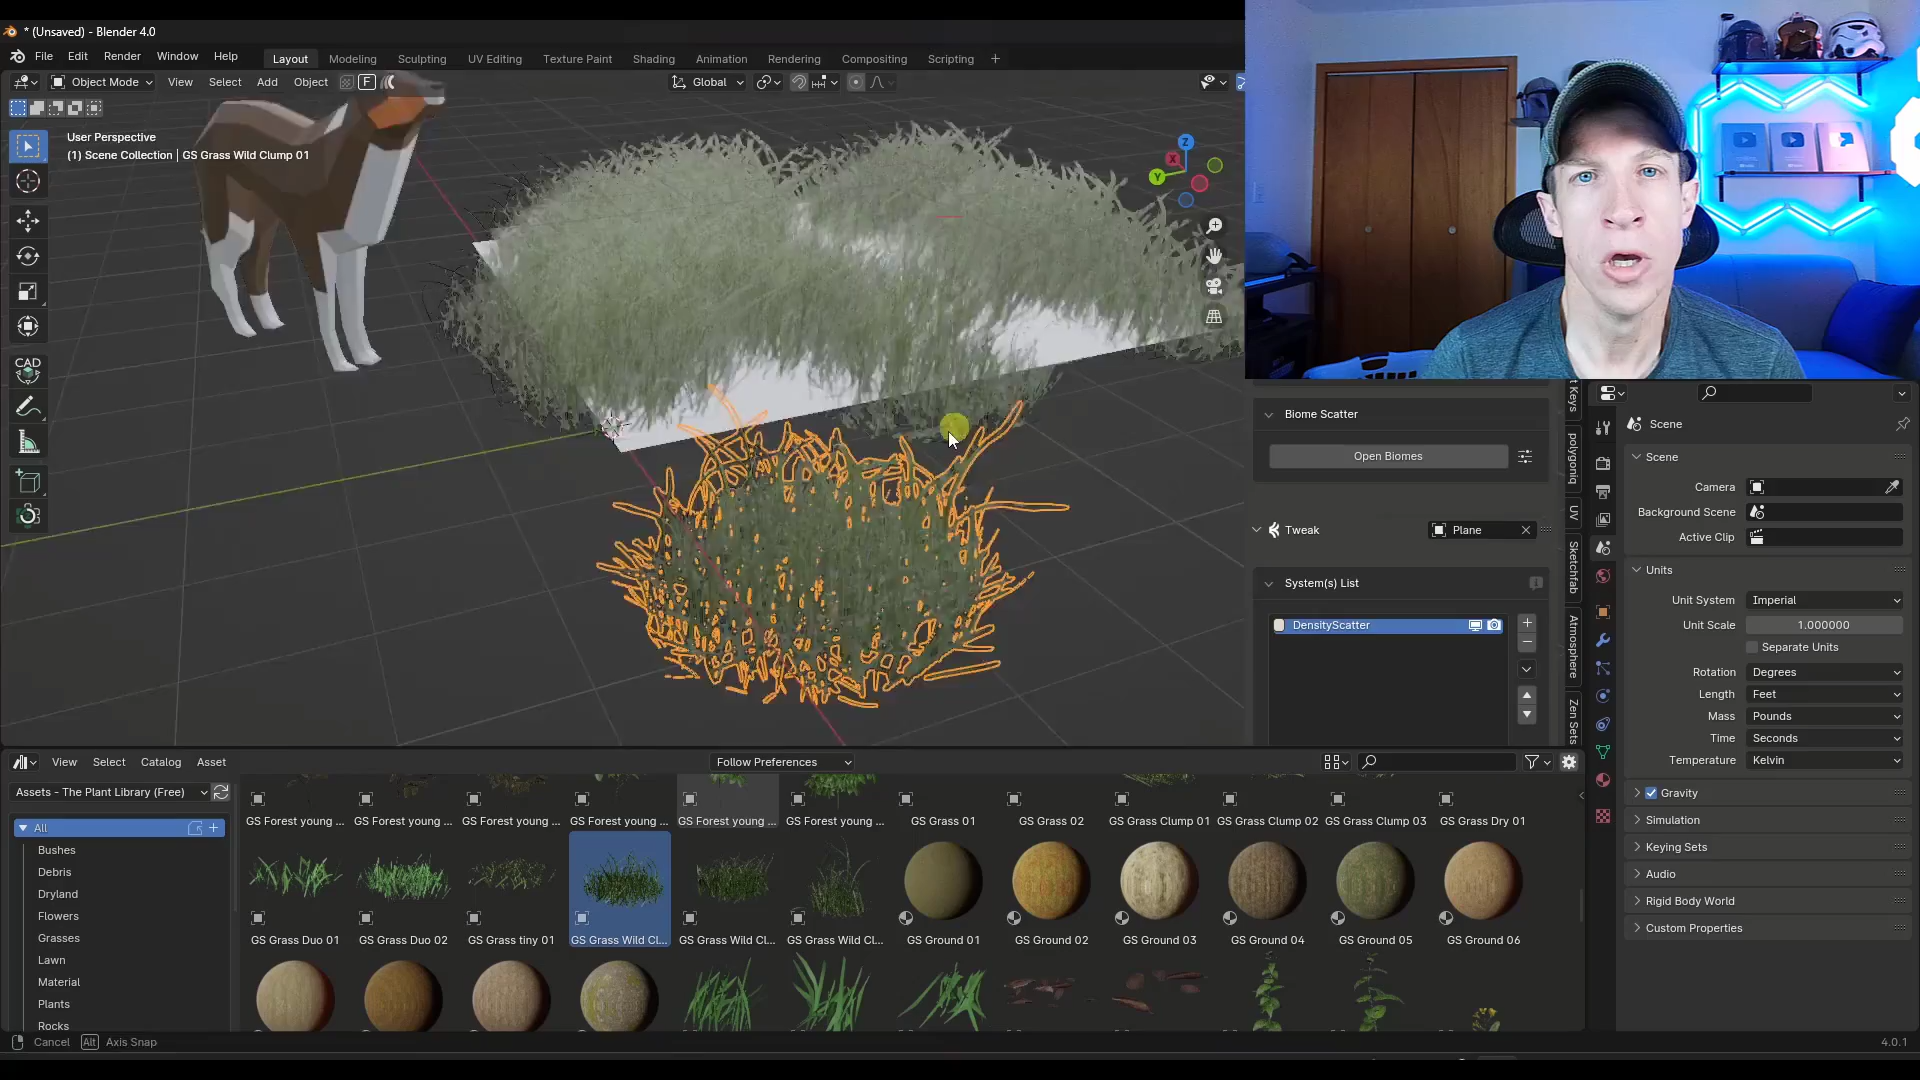 * (Unsaved) - Blender 4.0
File Edit Render Window Help Layout Modeling Sculpting UV Editing Texture Paint Shading Animation Rendering Compositing Scripting +
Object Mode View Select Add Object F Global
User Perspective
(1) Scene Collection | GS Grass Wild Clump 01
CAD
Z
X
Y
Keys
polygoniq
UV
Sketchfab
Atmosphere
Zen Sets
Biome Scatter
Open Biomes
Tweak Plane
System(s) List
DensityScatter
Scene
Scene
Camera
Background Scene
Active Clip
Units
Unit System Imperial
Unit Scale 1.000000
Separate Units
Rotation Degrees
Length Feet
Mass Pounds
Time Seconds
Temperature Kelvin
Gravity
Simulation
Keying Sets
Audio
Rigid Body World
Custom Properties
View Select Catalog Asset Follow Preferences
Assets - The Plant Library (Free)
All
Bushes
Debris
Dryland
Flowers
Grasses
Lawn
Material
Plants
Rocks
GS Forest young ... GS Forest young ... GS Forest young ... GS Forest young ... GS Forest young ... GS Forest young ... GS Grass 01 GS Grass 02 GS Grass Clump 01 GS Grass Clump 02 GS Grass Clump 03 GS Grass Dry 01
GS Grass Duo 01 GS Grass Duo 02 GS Grass tiny 01 GS Grass Wild Cl... GS Grass Wild Cl... GS Grass Wild Cl... GS Ground 01 GS Ground 02 GS Ground 03 GS Ground 04 GS Ground 05 GS Ground 06
Cancel Alt Axis Snap 4.0.1